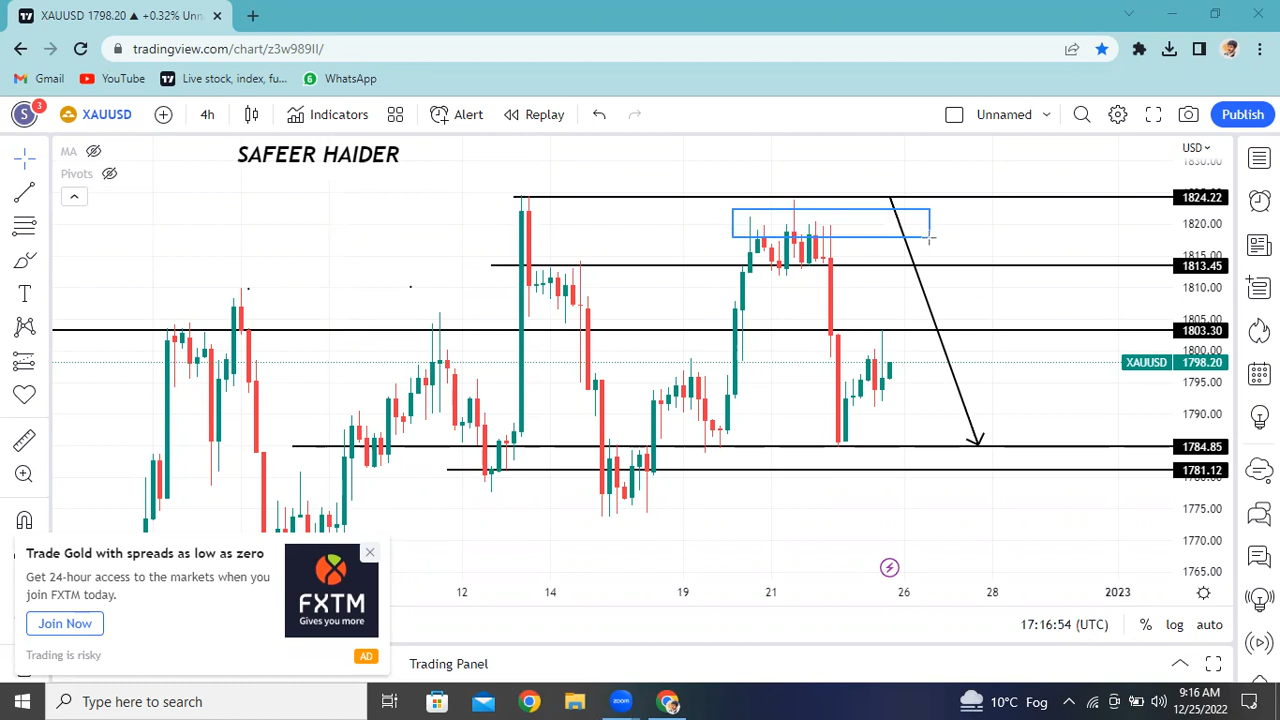 XAUUSD 1798.20 ▲ +0.32% Unn
tradingview.com/chart/z3w989II/
Gmail YouTube Live stock, index, fu... WhatsApp
S 3 XAUUSD 4h Indicators Alert Replay Unnamed Publish
MA
Pivots
SAFEER HAIDER
USD
1830.00
1824.22
1820.00
1815.00
1813.45
1810.00
1805.00
1803.30
1800.00
XAUUSD 1798.20
1795.00
1790.00
1784.85
1781.12
1775.00
1770.00
1765.00
Trade Gold with spreads as low as zero
Get 24-hour access to the markets when you
join FXTM today.
Join Now
Trading is risky
AD
FXTM
Gives you more
12 14 19 21 26 28 2023
17:16:54 (UTC) % log auto
Trading Panel
Type here to search
zoom
10°C Fog
9:16 AM
12/25/2022